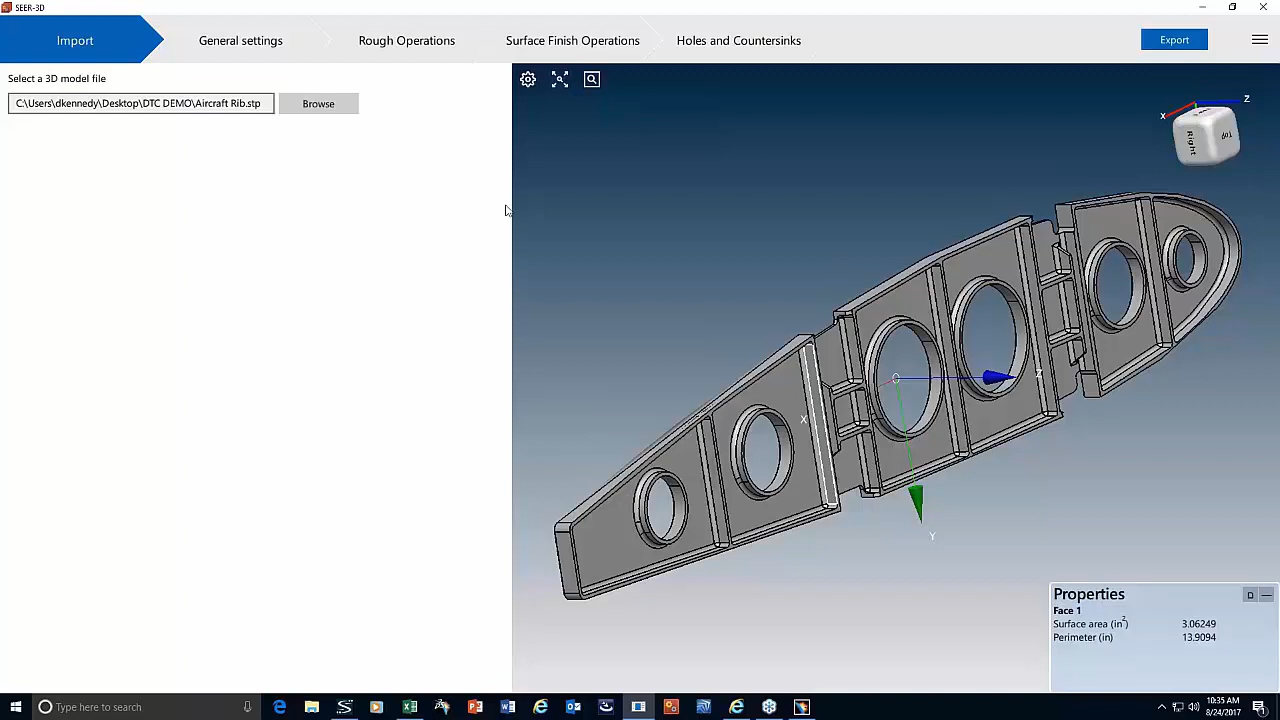 SEER-3D
Import
General settings
Rough Operations
Surface Finish Operations
Holes and Countersinks
Export
Select a 3D model file
C:\Users\dkennedy\Desktop\DTC DEMO\Aircraft Rib.stp
Browse
Z
X
Right
Top
Z
X
Y
Properties
Face 1
Surface area (in²) 3.06249
Perimeter (in) 13.9094
Type here to search
10:35 AM
8/24/2017